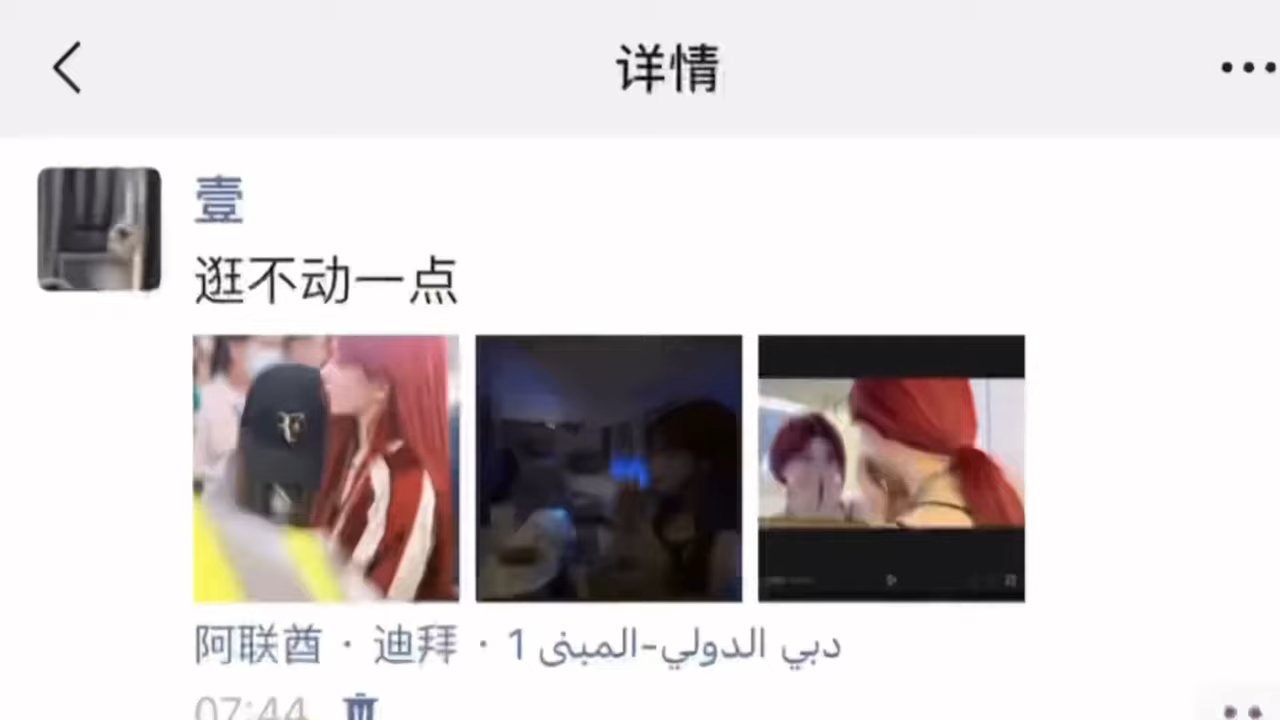 详情
壹
逛不动一点
阿联酋 · 迪拜 · دبي الدولي-المبنى 1
07:44